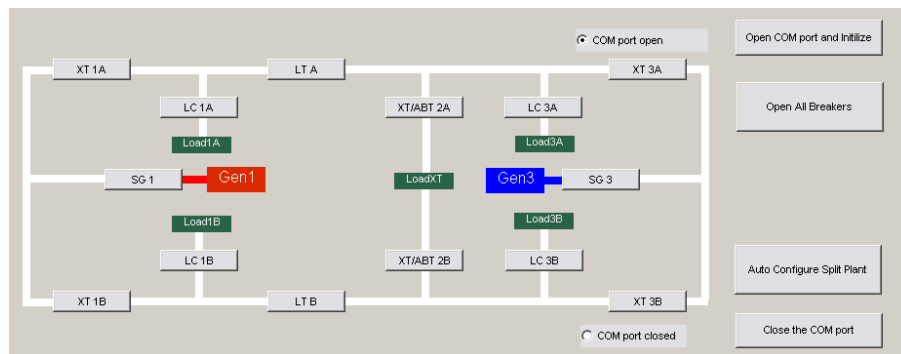 COM port open
Open COM port and Initilize
XT 1A
LT A
XT 3A
LC 1A
XT/ABT 2A
LC 3A
Open All Breakers
Load1A
Load3A
SG 1
Gen1
LoadXT
Gen3
SG 3
Load1B
Load3B
LC 1B
XT/ABT 2B
LC 3B
Auto Configure Split Plant
XT 1B
LT B
XT 3B
COM port closed
Close the COM port